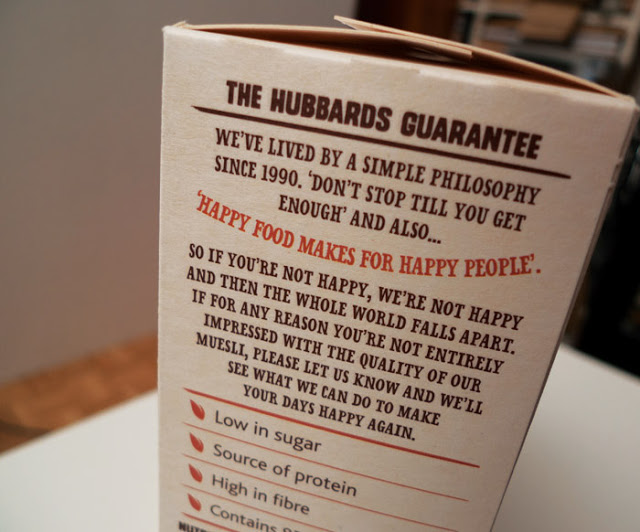 THE HUBBARDS GUARANTEE
WE'VE LIVED BY A SIMPLE PHILOSOPHY
SINCE 1990. 'DON'T STOP TILL YOU GET
ENOUGH' AND ALSO...
'HAPPY FOOD MAKES FOR HAPPY PEOPLE'.
SO IF YOU'RE NOT HAPPY, WE'RE NOT HAPPY
AND THEN THE WHOLE WORLD FALLS APART.
IF FOR ANY REASON YOU'RE NOT ENTIRELY
IMPRESSED WITH THE QUALITY OF OUR
MUESLI, PLEASE LET US KNOW AND WE'LL
SEE WHAT WE CAN DO TO MAKE
YOUR DAYS HAPPY AGAIN.
Low in sugar
Source of protein
High in fibre
Contains